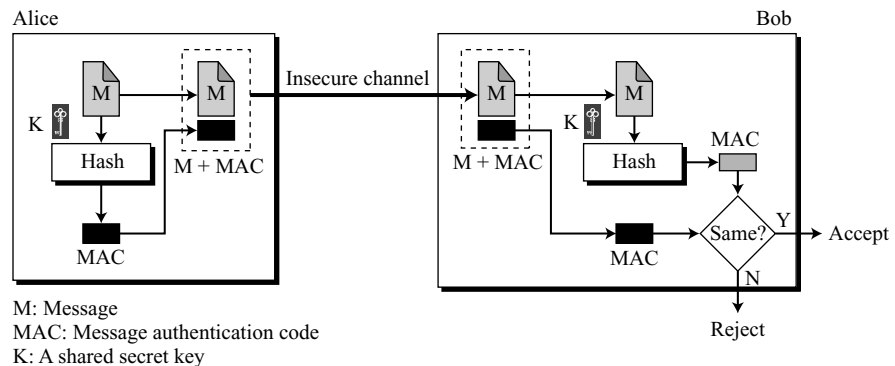 Alice
Bob
M
M
Insecure channel
M
M
K
K
MAC
Hash
M + MAC
M + MAC
Hash
Same?
Y
Accept
MAC
MAC
N
Reject
M: Message
MAC: Message authentication code
K: A shared secret key